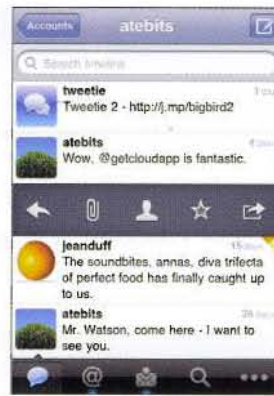 Accounts
atebits
Search timeline
tweetie
Tweetie 2 - http://j.mp/bigbird2
atebits
Wow, @getcloudapp is fantastic.
jeanduff
15 days
The soundbites, annas, diva trifecta
of perfect food has finally caught up
to us.
atebits
Mr. Watson, come here - I want to
see you.
@